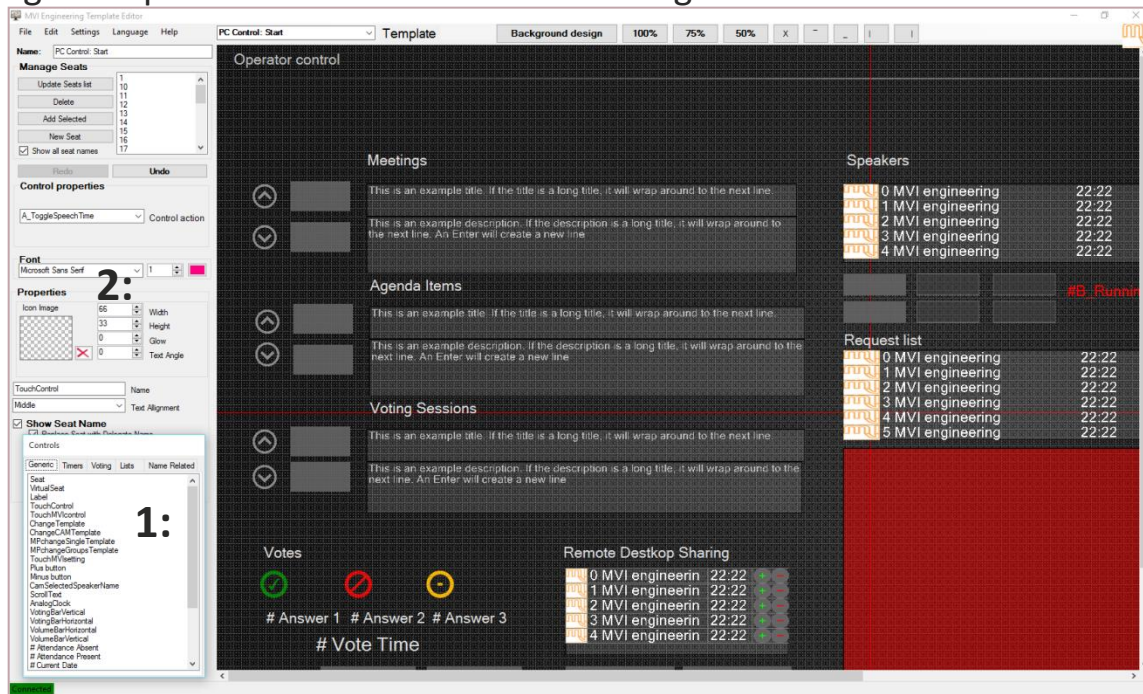 MVI Engineering Template Editor
File Edit Settings Language Help
PC Control: Start
Template
Background design 100% 75% 50% X
Name: PC Control: Start
Manage Seats
Update Seats list
Delete
Add Selected
New Seat
Show all seat names
1
10
11
12
13
14
15
16
17
Redo Undo
Control properties
A_ToggleSpeechTime Control action
Font
Microsoft Sans Serif 1
2:
Properties
Icon Image
66 Width
33 Height
0 Glow
0 Text Angle
TouchControl Name
Middle Text Alignment
Show Seat Name
Replace Seat with Delegate Name
Controls
Generic Timers Voting Lists Name Related
Seat
VirtualSeat
Label
TouchControl
TouchMVIcontrol
ChangeTemplate
ChangeCAMTemplate
MPchangeSingleTemplate
MPchangeGroupsTemplate
TouchMVIsetting
Plus button
Minus button
CamSelectedSpeakerName
ScrollText
AnalogClock
VotingBarVertical
VotingBarHorizontal
VolumeBarHorizontal
VolumeBarVertical
# Attendance Absent
# Attendance Present
# Current Date
1:
Connected
Operator control
Meetings
This is an example title. If the title is a long title, it will wrap around to the next line.
This is an example description. If the description is a long title, it will wrap around to
the next line. An Enter will create a new line
Agenda Items
This is an example title. If the title is a long title, it will wrap around to the next line.
This is an example description. If the description is a long title, it will wrap around to the
next line. An Enter will create a new line
Voting Sessions
This is an example title. If the title is a long title, it will wrap around to the next line.
This is an example description. If the description is a long title, it will wrap around to the
next line. An Enter will create a new line
Votes
# Answer 1 # Answer 2 # Answer 3
# Vote Time
Remote Destkop Sharing
0 MVI engineerin 22:22
1 MVI engineerin 22:22
2 MVI engineerin 22:22
3 MVI engineerin 22:22
4 MVI engineerin 22:22
Speakers
0 MVI engineering 22:22
1 MVI engineering 22:22
2 MVI engineering 22:22
3 MVI engineering 22:22
4 MVI engineering 22:22
#B_Runnin
Request list
0 MVI engineering 22:22
1 MVI engineering 22:22
2 MVI engineering 22:22
3 MVI engineering 22:22
4 MVI engineering 22:22
5 MVI engineering 22:22